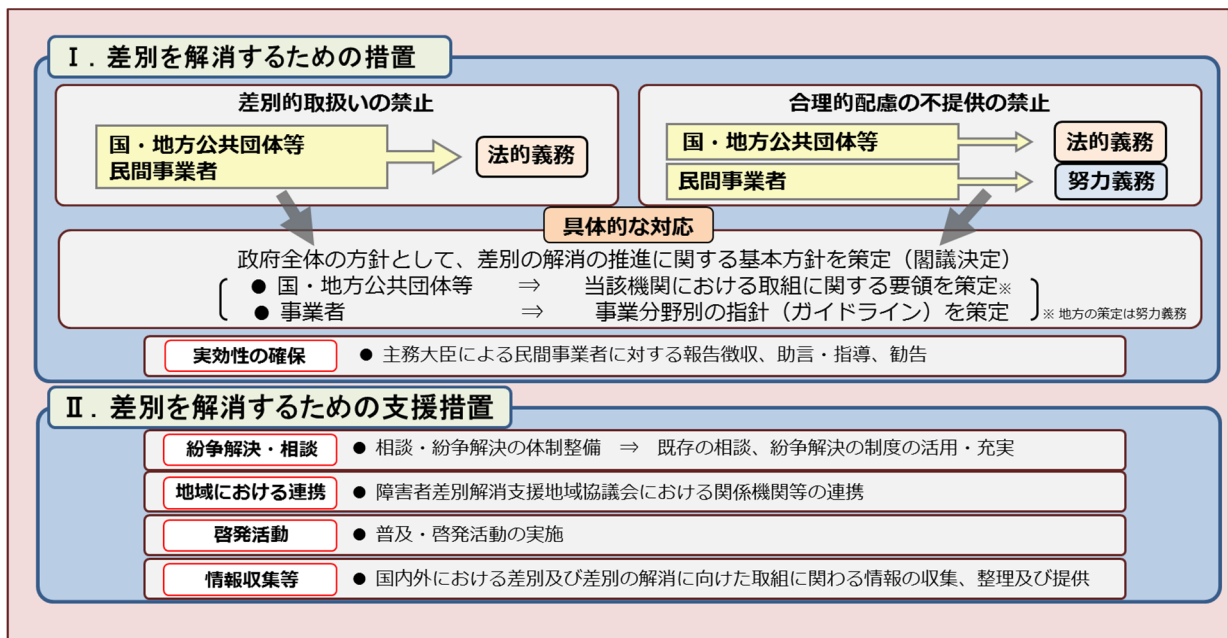 Ⅰ．差別を解消するための措置
差別的取扱いの禁止
国・地方公共団体等
民間事業者
法的義務
合理的配慮の不提供の禁止
国・地方公共団体等
法的義務
民間事業者
努力義務
具体的な対応
政府全体の方針として、差別の解消の推進に関する基本方針を策定（閣議決定）
● 国・地方公共団体等 ⇒ 当該機関における取組に関する要領を策定※
● 事業者 ⇒ 事業分野別の指針（ガイドライン）を策定
※ 地方の策定は努力義務
実効性の確保 ● 主務大臣による民間事業者に対する報告徴収、助言・指導、勧告
Ⅱ．差別を解消するための支援措置
紛争解決・相談 ● 相談・紛争解決の体制整備 ⇒ 既存の相談、紛争解決の制度の活用・充実
地域における連携 ● 障害者差別解消支援地域協議会における関係機関等の連携
啓発活動 ● 普及・啓発活動の実施
情報収集等 ● 国内外における差別及び差別の解消に向けた取組に関わる情報の収集、整理及び提供